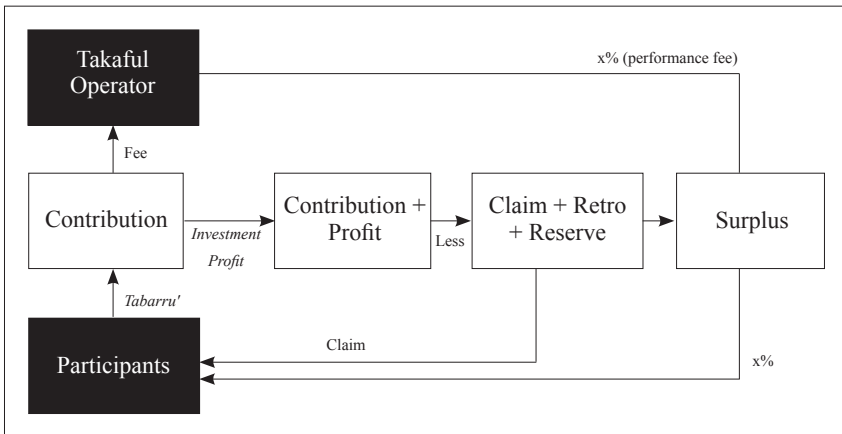 Takaful
Operator
x% (performance fee)
Fee
Contribution
Investment
Profit
Contribution +
Profit
Less
Claim + Retro
+ Reserve
Surplus
Tabarru'
Participants
Claim
x%